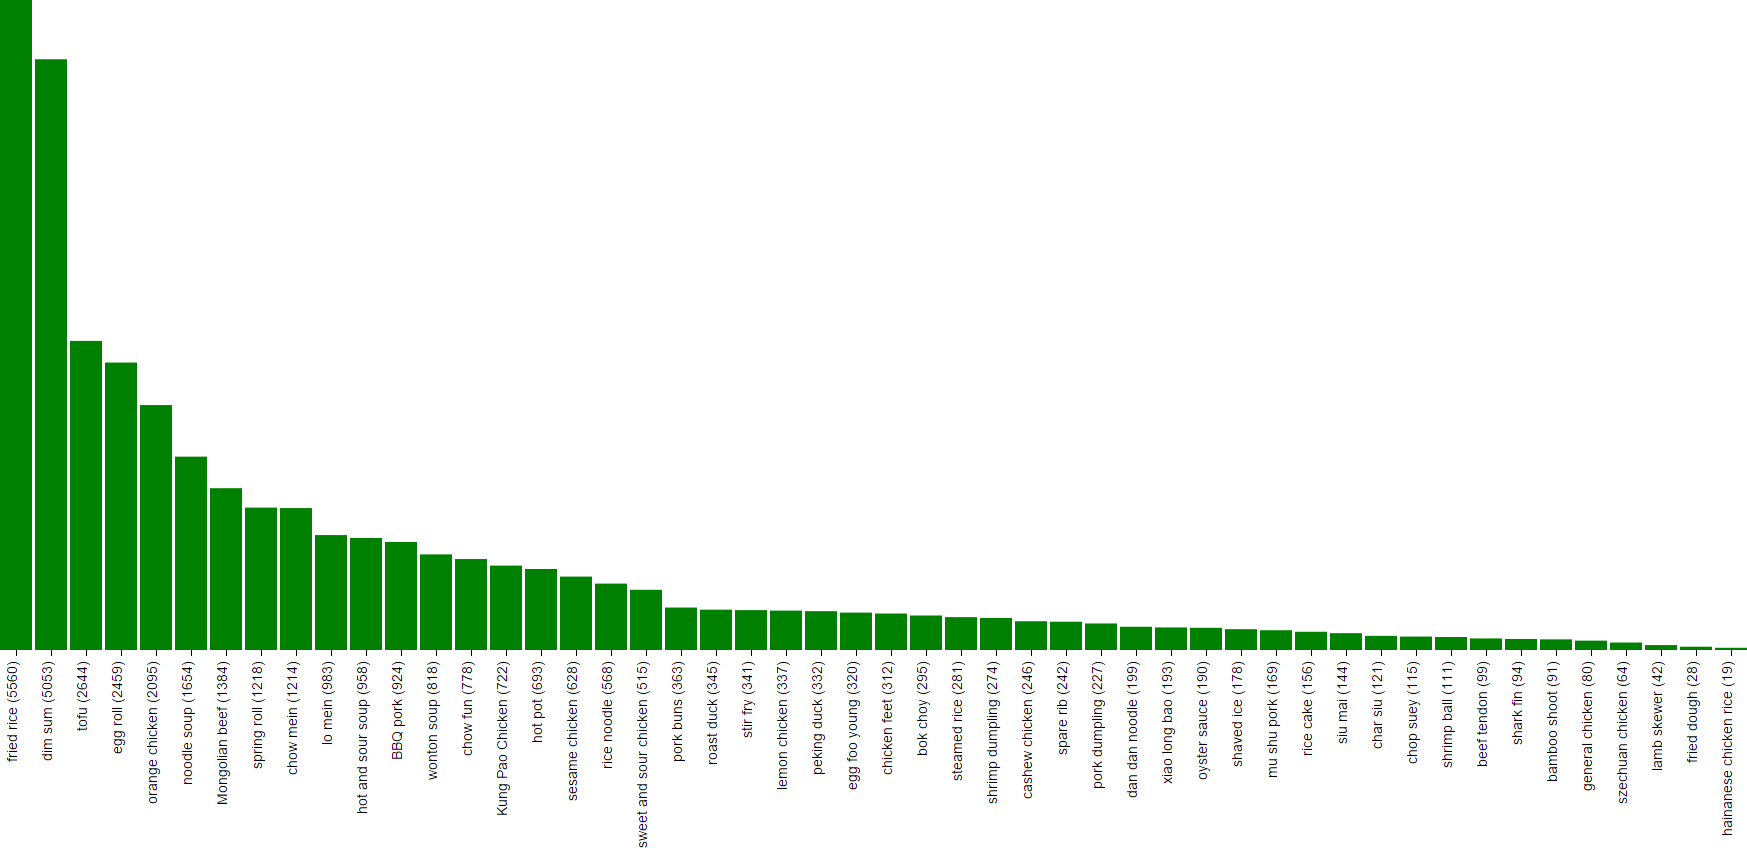 fried rice (5560)
dim sum (5053)
tofu (2644)
egg roll (2459)
orange chicken (2095)
noodle soup (1654)
Mongolian beef (1384)
spring roll (1218)
chow mein (1214)
lo mein (983)
hot and sour soup (958)
BBQ pork (924)
wonton soup (818)
chow fun (778)
Kung Pao Chicken (722)
hot pot (693)
sesame chicken (628)
rice noodle (568)
sweet and sour chicken (515)
pork buns (363)
roast duck (345)
stir fry (341)
lemon chicken (337)
peking duck (332)
egg foo young (320)
chicken feet (312)
bok choy (295)
steamed rice (281)
shrimp dumpling (274)
cashew chicken (246)
spare rib (242)
pork dumpling (227)
dan dan noodle (199)
xiao long bao (193)
oyster sauce (190)
shaved ice (178)
mu shu pork (169)
rice cake (156)
siu mai (144)
char siu (121)
chop suey (115)
shrimp ball (111)
beef tendon (99)
shark fin (94)
bamboo shoot (91)
general chicken (80)
szechuan chicken (64)
lamb skewer (42)
fried dough (28)
hainanese chicken rice (19)